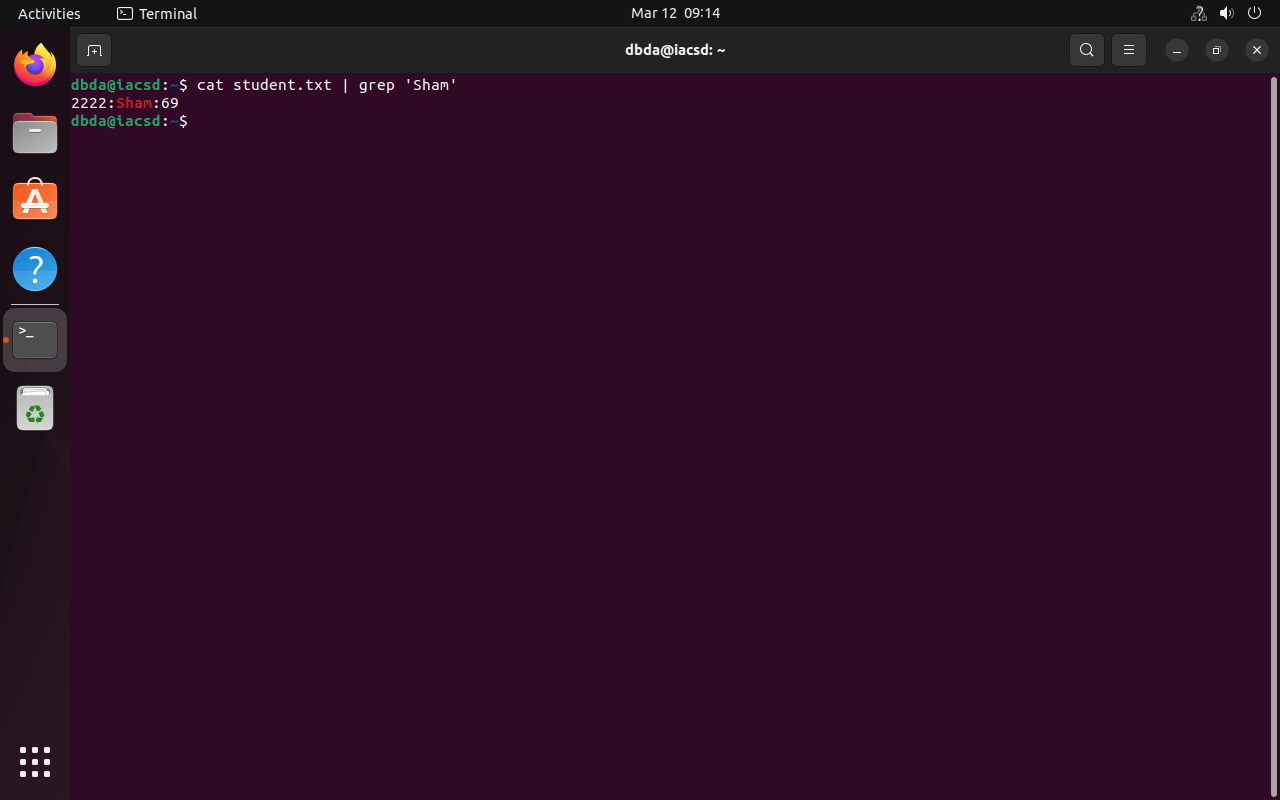 Activities
Terminal
Mar 12 09:14
dbda@iacsd: ~
dbda@iacsd:~$ cat student.txt | grep 'Sham'
2222:Sham:69
dbda@iacsd:~$